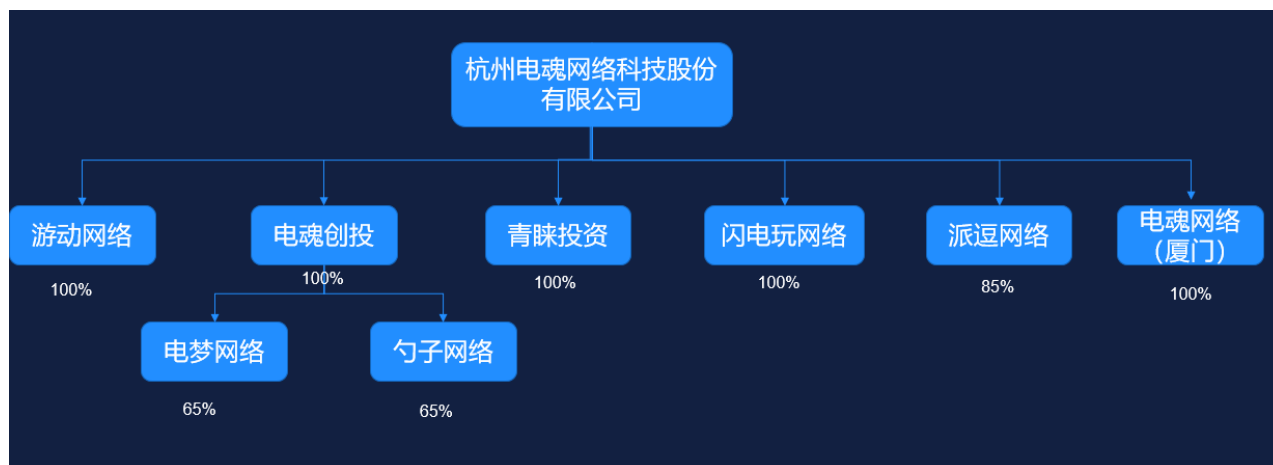 杭州电魂网络科技股份
有限公司
游动网络
电魂创投
青睐投资
闪电玩网络
派逗网络
电魂网络
（厦门）
100%
100%
100%
100%
85%
100%
电梦网络
勺子网络
65%
65%